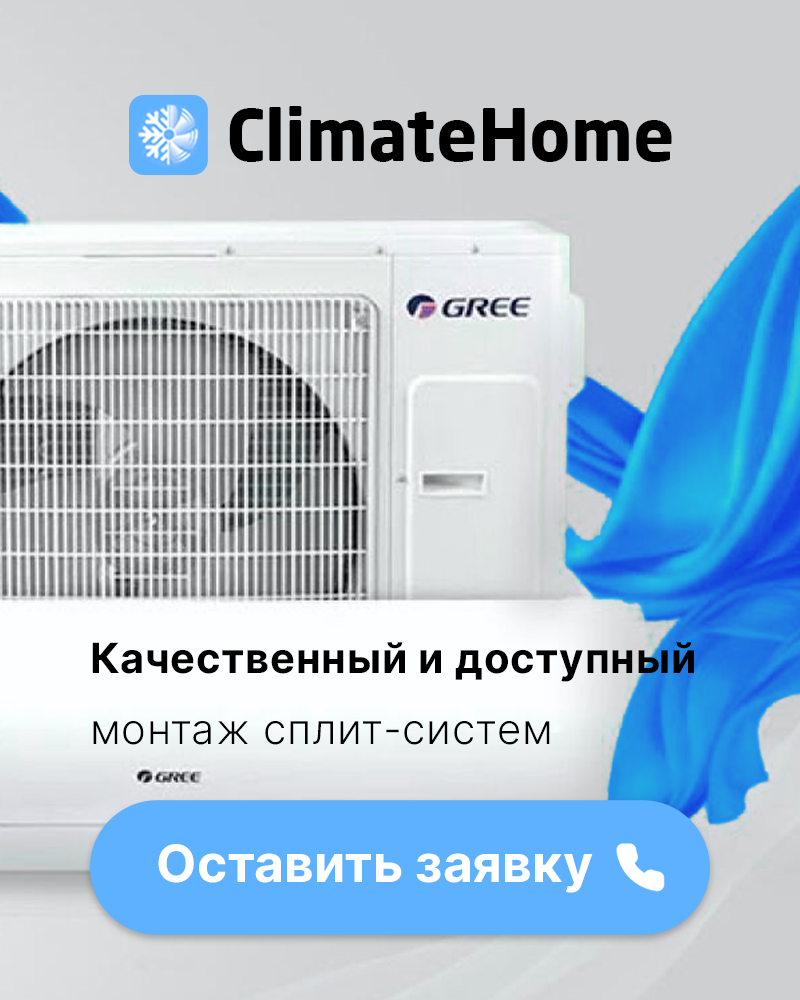 ClimateHome
GREE
Качественный и доступный
монтаж сплит-систем
GREE
Оставить заявку